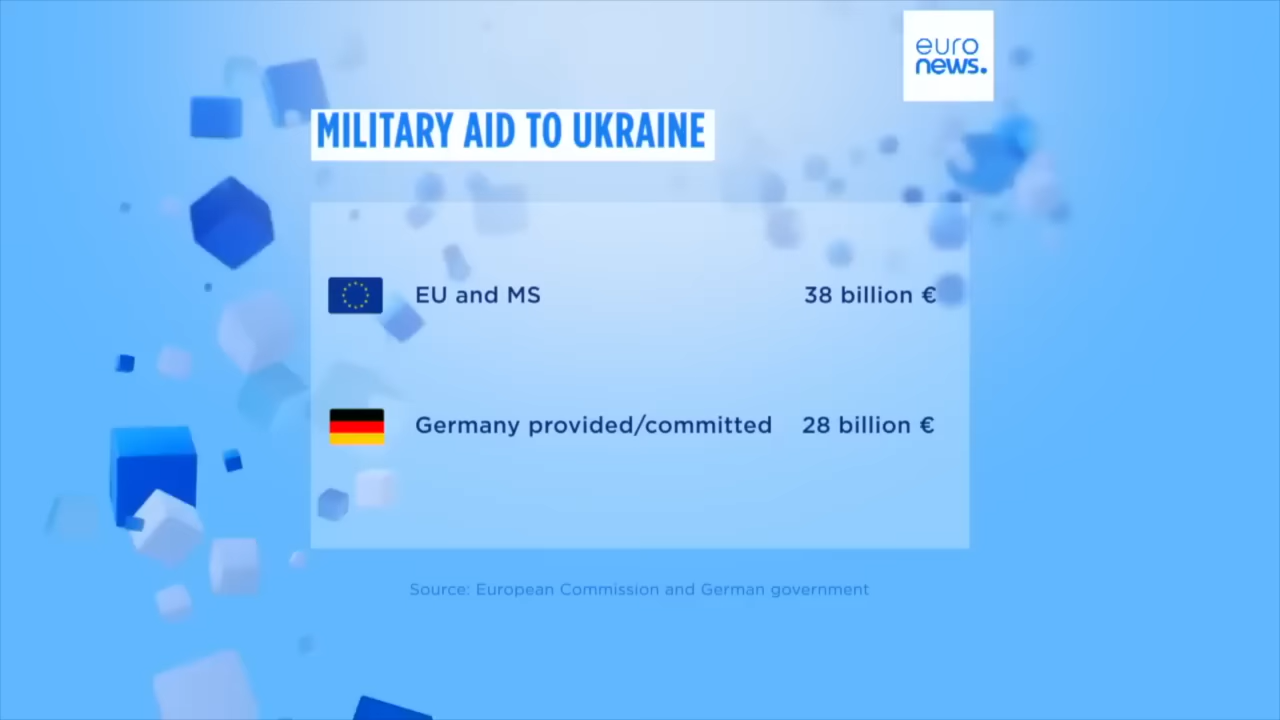 euro
news.
MILITARY AID TO UKRAINE
EU and MS 38 billion €
Germany provided/committed 28 billion €
Source: European Commission and German government